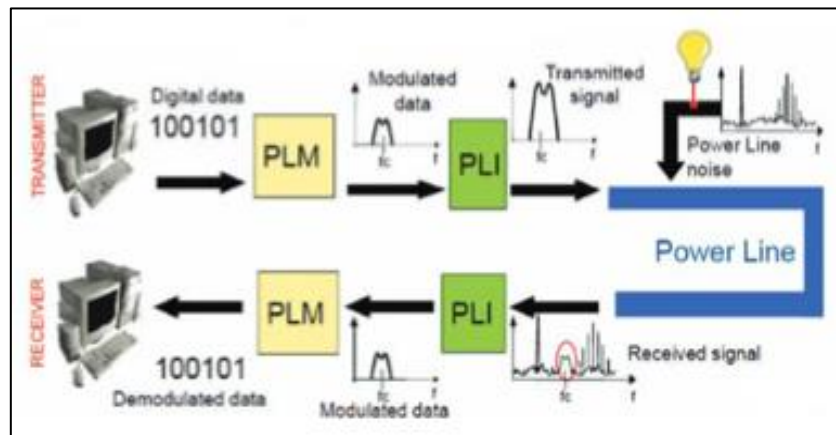 TRANSMITTER
Digital data
100101
PLM
Modulated
data
fc
f
PLI
Transmitted
signal
fc
f
Power Line
noise
f
Power Line
RECEIVER
100101
Demodulated data
PLM
fc
f
Modulated data
PLI
fc
f
Received signal